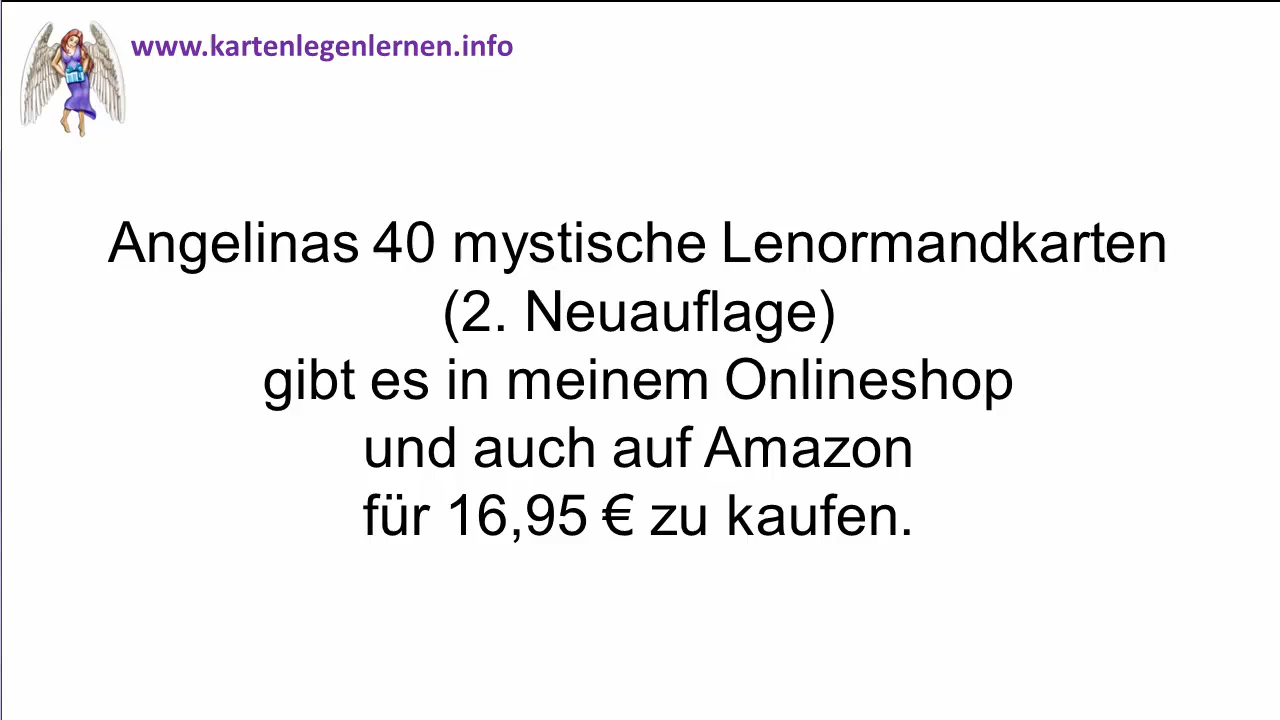 www.kartenlegenlernen.info
Angelinas 40 mystische Lenormandkarten
(2. Neuauflage)
gibt es in meinem Onlineshop
und auch auf Amazon
für 16,95 € zu kaufen.